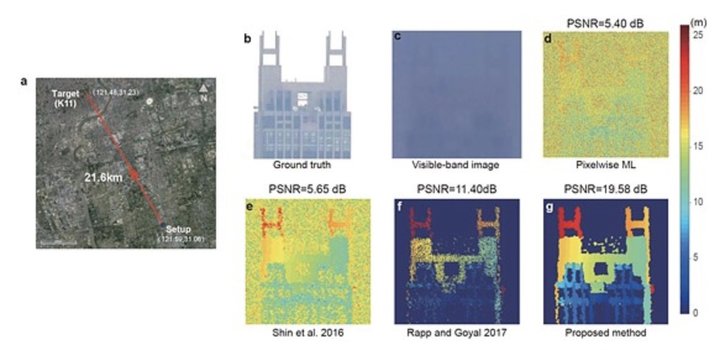 a
Target
(K11)
(121.48,31.23)
N
21.6km
Setup
(121.59,31.06)
b
Ground truth
c
Visible-band image
PSNR=5.40 dB
d
Pixelwise ML
(m)
25
20
15
10
5
0
PSNR=5.65 dB
e
Shin et al. 2016
PSNR=11.40dB
f
Rapp and Goyal 2017
PSNR=19.58 dB
g
Proposed method